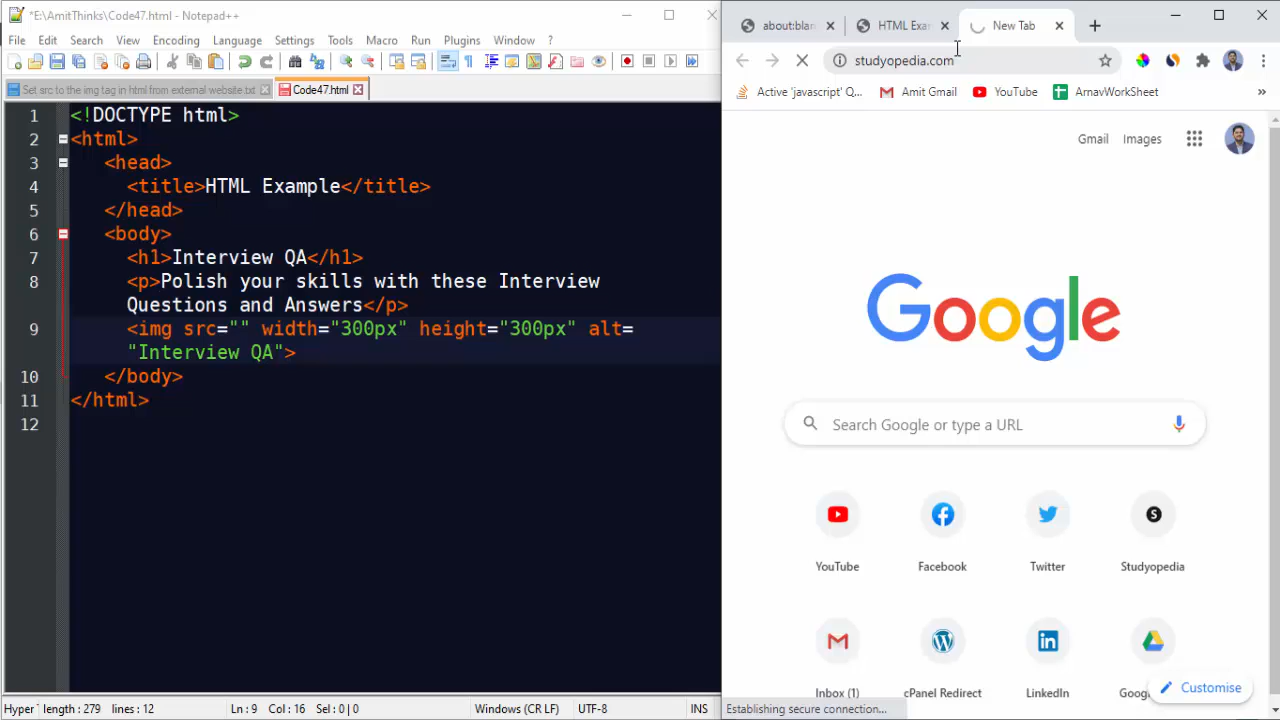 *E:\AmitThinks\Code47.html - Notepad++
File Edit Search View Encoding Language Settings Tools Macro Run Plugins Window ?
Set src to the img tag in html from external website.txt
Code47.html
1 <!DOCTYPE html>
2 <html>
3 <head>
4 <title>HTML Example</title>
5 </head>
6 <body>
7 <h1>Interview QA</h1>
8 <p>Polish your skills with these Interview
Questions and Answers</p>
9 <img src="" width="300px" height="300px" alt=
"Interview QA">
10 </body>
11 </html>
12
Hyper length : 279 lines : 12 Ln : 9 Col : 16 Sel : 0 | 0 Windows (CR LF) UTF-8 INS
about:blan
HTML Exam
New Tab
studyopedia.com
Active 'javascript' Q... Amit Gmail YouTube ArnavWorkSheet »
Gmail Images
Google
Search Google or type a URL
S
YouTube Facebook Twitter Studyopedia
Inbox (1) cPanel Redirect LinkedIn Goog
Customise
Establishing secure connection...